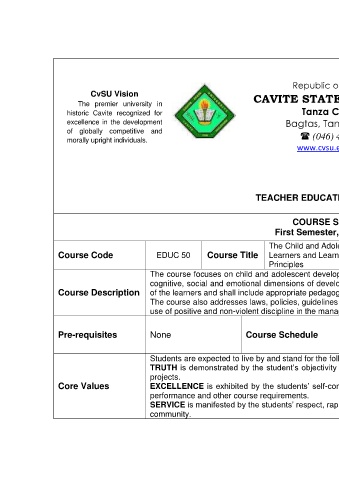 Republic o
CvSU Vision
The premier university in
historic Cavite recognized for
excellence in the development
of globally competitive and
morally upright individuals.
CAVITE STATE
Tanza C
Bagtas, Tan
☎ (046) 4
www.cvsu.e
TEACHER EDUCATI
COURSE S
First Semester,
Course Code
EDUC 50
Course Title
The Child and Adole
Learners and Learn
Principles
Course Description
The course focuses on child and adolescent develop
cognitive, social and emotional dimensions of develo
of the learners and shall include appropriate pedagog
The course also addresses laws, policies, guidelines
use of positive and non-violent discipline in the mana
Pre-requisites
None
Course Schedule
Core Values
Students are expected to live by and stand for the foll
TRUTH is demonstrated by the student's objectivity
projects.
EXCELLENCE is exhibited by the students' self-con
performance and other course requirements.
SERVICE is manifested by the students' respect, rap
community.